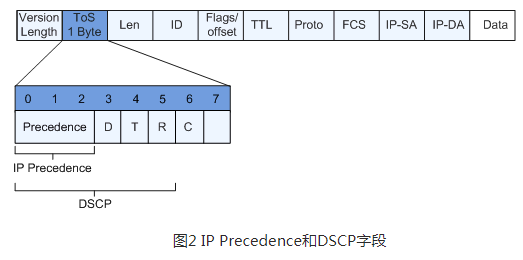 Version Length
ToS 1 Byte
Len
ID
Flags/ offset
TTL
Proto
FCS
IP-SA
IP-DA
Data
0 1 2 3 4 5 6 7
Precedence D T R C
IP Precedence
DSCP
图2 IP Precedence和DSCP字段